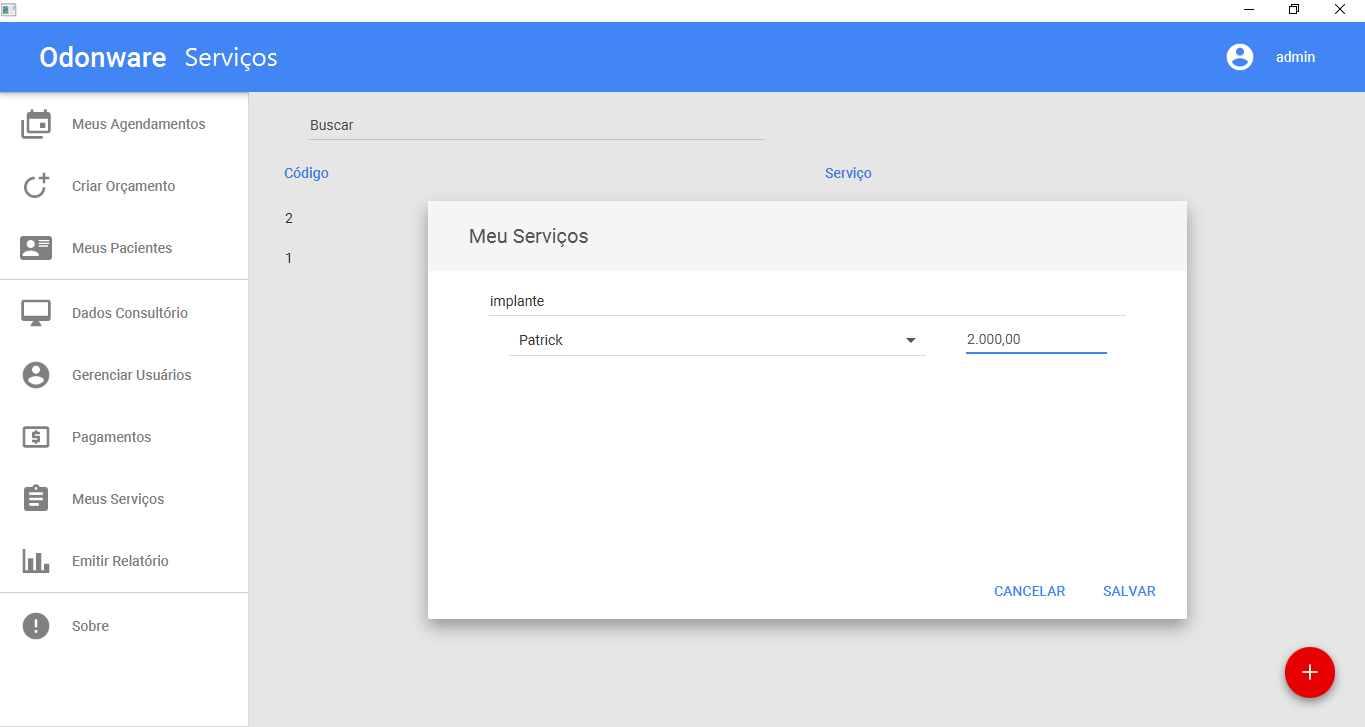 Odonware Serviços
admin
Meus Agendamentos
Criar Orçamento
Meus Pacientes
Dados Consultório
Gerenciar Usuários
Pagamentos
Meus Serviços
Emitir Relatório
Sobre
Buscar
Código Serviço
2
1
Meu Serviços
implante
Patrick 2.000,00
CANCELAR SALVAR